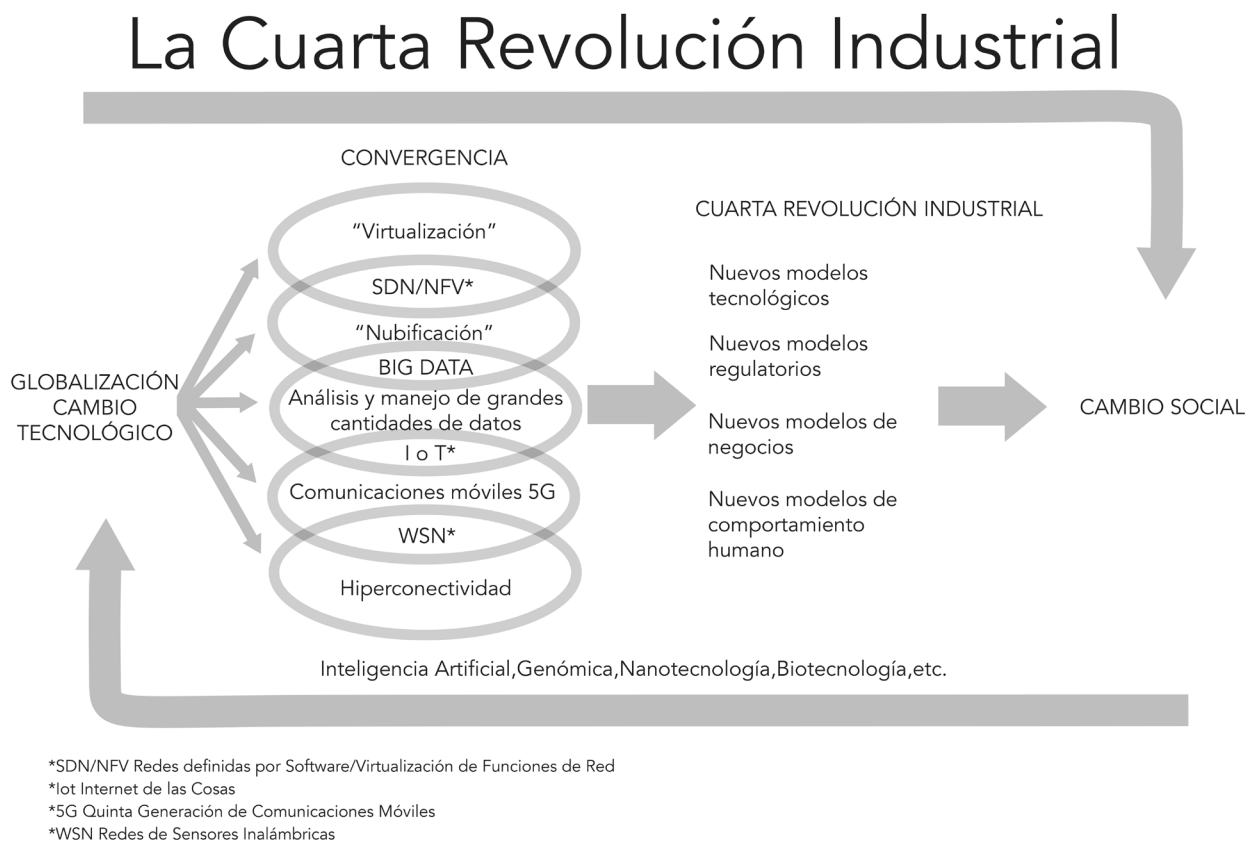 La Cuarta Revolución Industrial
CONVERGENCIA
“Virtualización”
SDN/NFV*
“Nubificación”
BIG DATA
Análisis y manejo de grandes
cantidades de datos
I o T*
Comunicaciones móviles 5G
WSN*
Hiperconectividad
GLOBALIZACIÓN
CAMBIO
TECNOLÓGICO
CUARTA REVOLUCIÓN INDUSTRIAL
Nuevos modelos
tecnológicos
Nuevos modelos
regulatorios
Nuevos modelos de
negocios
Nuevos modelos de
comportamiento
humano
CAMBIO SOCIAL
Inteligencia Artificial,Genómica,Nanotecnología,Biotecnología,etc.
*SDN/NFV Redes definidas por Software/Virtualización de Funciones de Red
*Iot Internet de las Cosas
*5G Quinta Generación de Comunicaciones Móviles
*WSN Redes de Sensores Inalámbricas